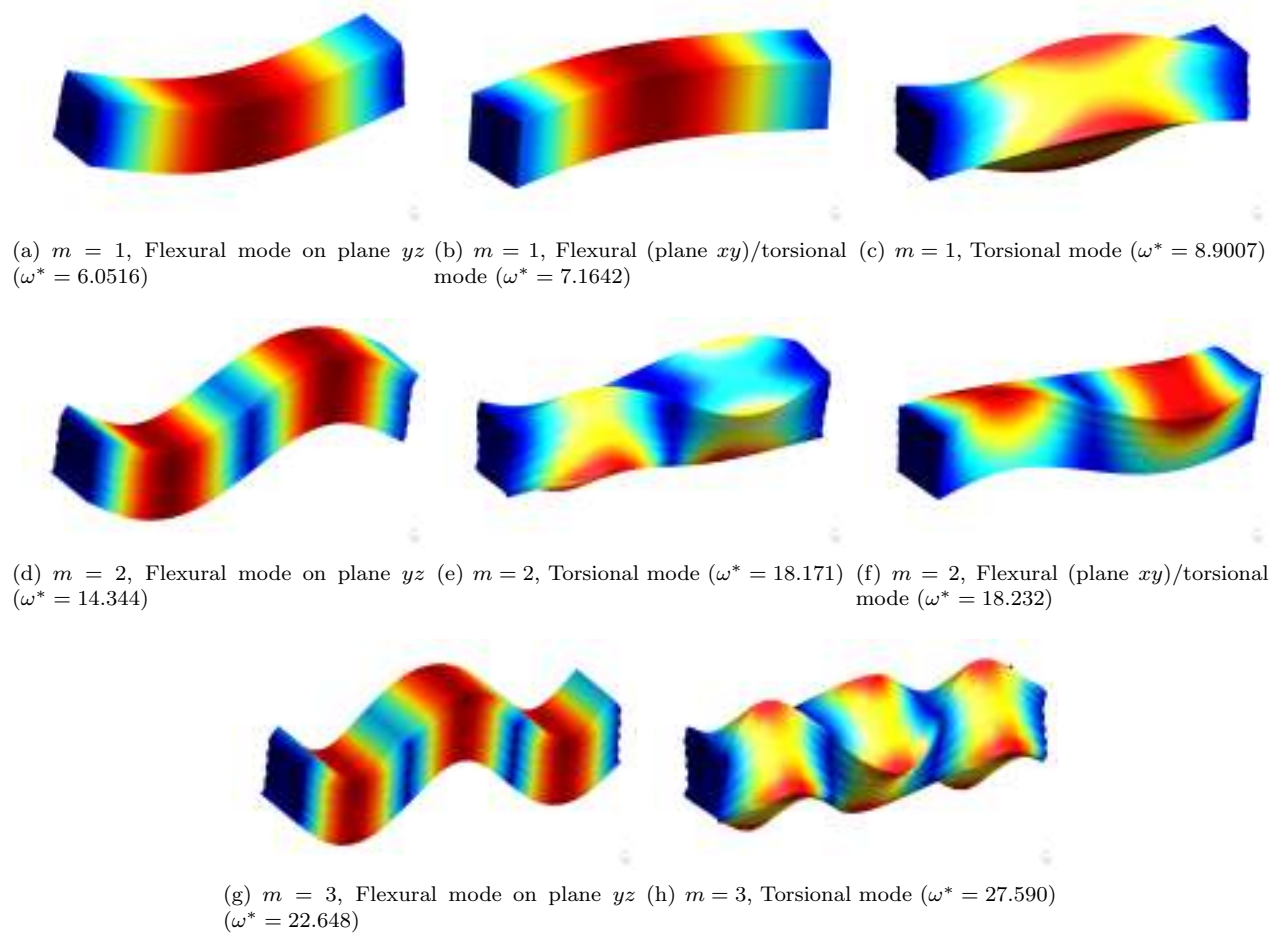 (a) m = 1, Flexural mode on plane yz
(ω* = 6.0516)
(b) m = 1, Flexural (plane xy)/torsional
mode (ω* = 7.1642)
(c) m = 1, Torsional mode (ω* = 8.9007)
(d) m = 2, Flexural mode on plane yz
(ω* = 14.344)
(e) m = 2, Torsional mode (ω* = 18.171)
(f) m = 2, Flexural (plane xy)/torsional
mode (ω* = 18.232)
(g) m = 3, Flexural mode on plane yz
(ω* = 22.648)
(h) m = 3, Torsional mode (ω* = 27.590)